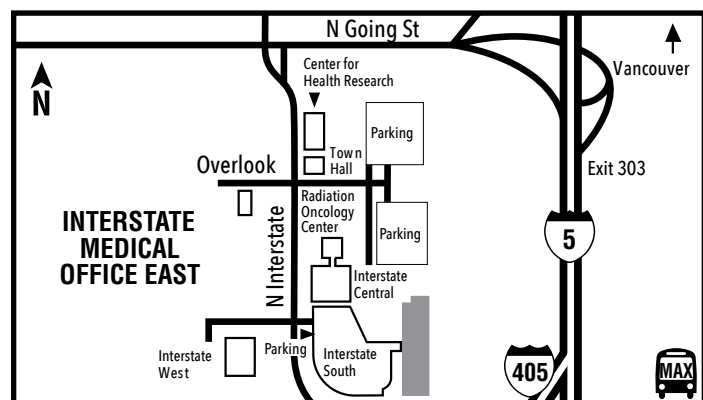 N Going St
Center for
Health Research
Vancouver
N
Parking
Town
Hall
Overlook
Exit 303
Radiation
Oncology
Center
INTERSTATE
MEDICAL
OFFICE EAST
N Interstate
Parking
5
Interstate
Central
Interstate
West
Parking
Interstate
South
405
MAX